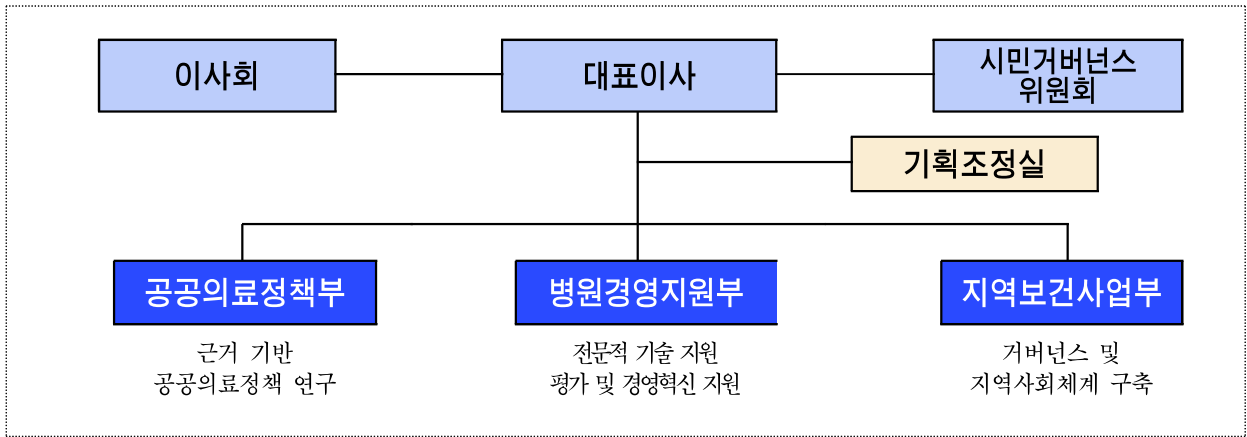 이사회
대표이사
시민거버넌스
위원회
기획조정실
공공의료정책부
병원경영지원부
지역보건사업부
근거 기반
공공의료정책 연구
전문적 기술 지원
평가 및 경영혁신 지원
거버넌스 및
지역사회체계 구축